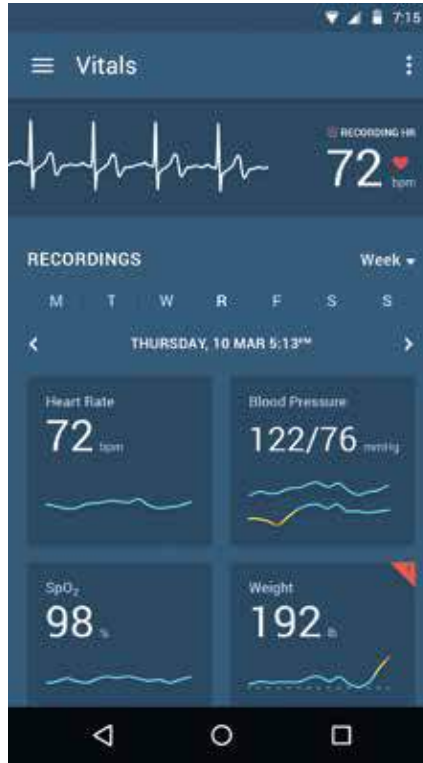 7:15
Vitals
RECORDING HR
72
bpm
RECORDINGS
Week
M T W R F S S
THURSDAY, 10 MAR 5:13PM
Heart Rate
72 bpm
Blood Pressure
122/76 mmHg
SpO₂
98 %
Weight
192 lb